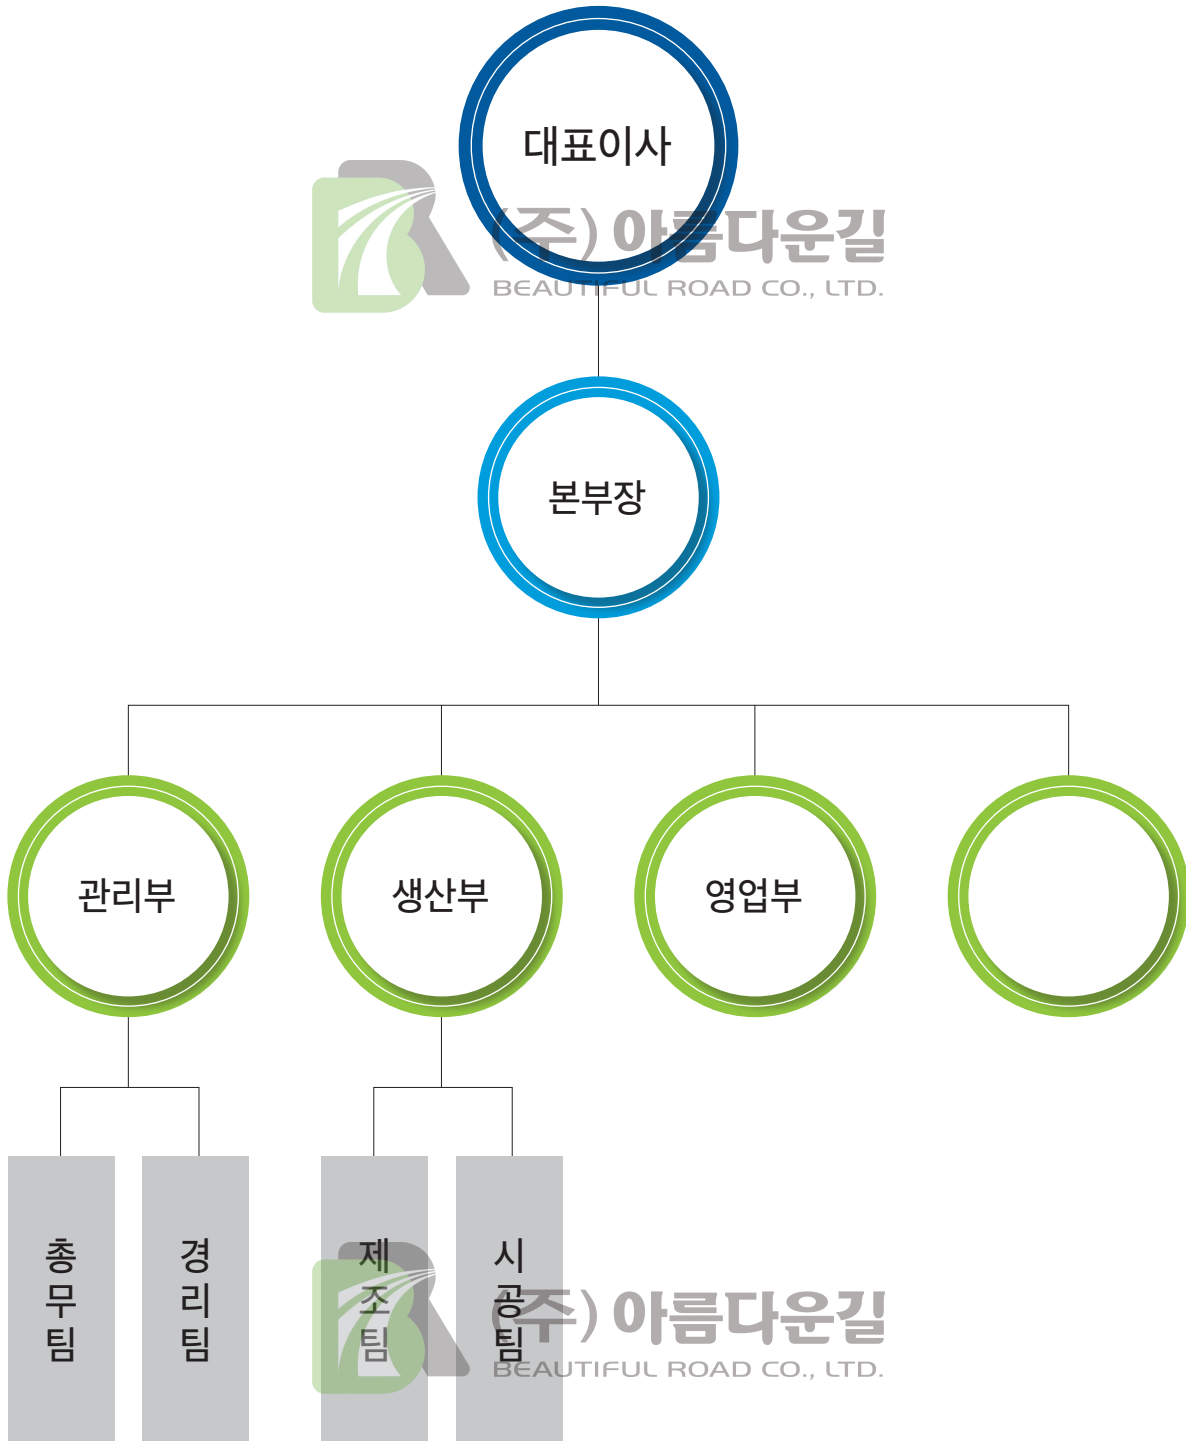 대표이사
(주) 아름다운길
BEAUTIFUL ROAD CO., LTD.
본부장
관리부
생산부
영업부
총무팀
경리팀
제조팀
시공팀
(주) 아름다운길
BEAUTIFUL ROAD CO., LTD.